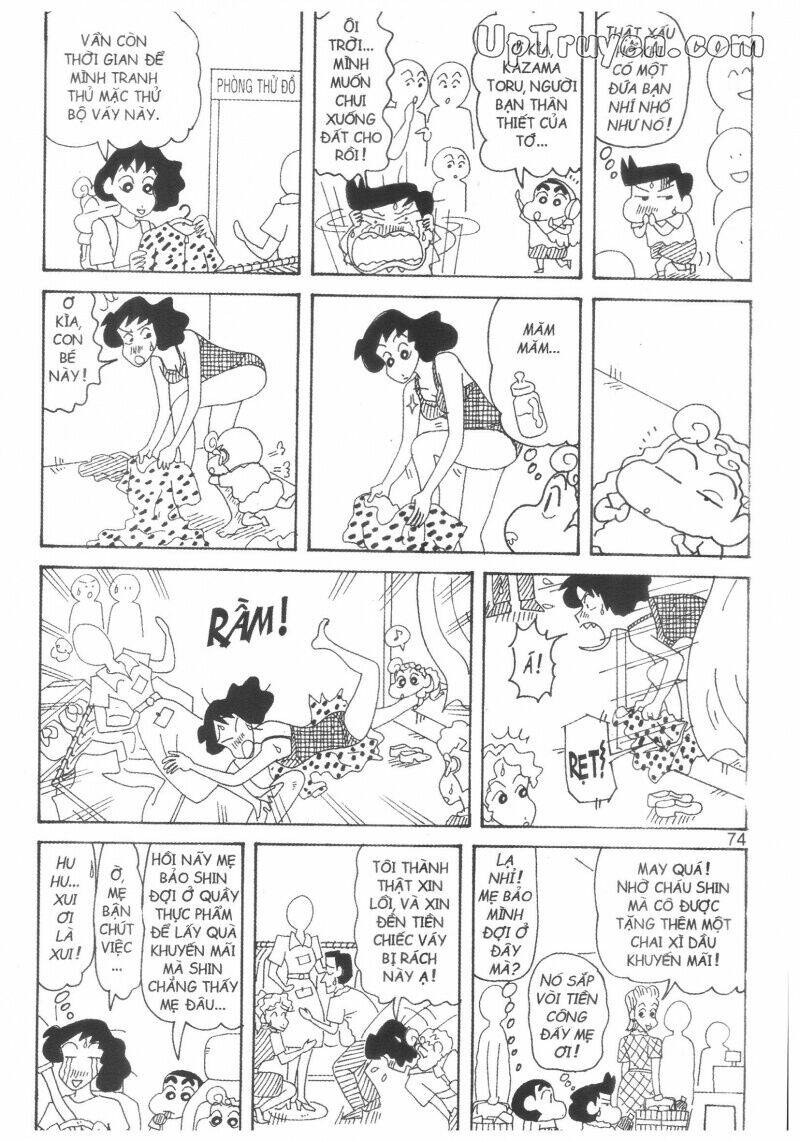 UpTruyen.com
THẬT XẤU
HỔ KHI
CÓ MỘT
ĐỨA BẠN
NHÍ NHỐ
NHƯ NÓ!
Ơ KÌA,
KAZAMA
TORU, NGƯỜI
BẠN THÂN
THIẾT CỦA
TỚ...
ÔI
TRỜI...
MÌNH
MUỐN
CHUI
XUỐNG
ĐẤT CHO
RỒI!
PHÒNG THỬ ĐỒ
VẪN CÒN
THỜI GIAN ĐỂ
MÌNH TRANH
THỦ MẶC THỬ
BỘ VÁY NÀY.
MĂM
MĂM...
Ơ
KÌA,
CON
BÉ
NÀY!
Á!
RẸT!
RẦM!
74
MAY QUÁ!
NHỜ CHÁU SHIN
MÀ CÔ ĐƯỢC
TẶNG THÊM MỘT
CHAI XÌ DẦU
KHUYẾN MÃI!
NÓ SẮP
VÒI TIỀN
CÔNG
ĐẤY MẸ
ƠI!
LẠ
NHỈ!
MẸ BẢO
MÌNH
ĐỢI Ở
ĐÂY
MÀ?
TÔI THÀNH
THẬT XIN
LỖI, VÀ XIN
ĐỀN TIỀN
CHIẾC VÁY
BỊ RÁCH
NÀY Ạ!
HỒI NÃY MẸ
BẢO SHIN
ĐỢI Ở QUẦY
THỰC PHẨM
ĐỂ LẤY QUÀ
KHUYẾN MÃI
MÀ SHIN
CHẲNG THẤY
MẸ ĐÂU...
Ờ,
MẸ
BẬN
CHÚT
VIỆC
...
HU
HU...
XUI
ƠI
LÀ
XUI!